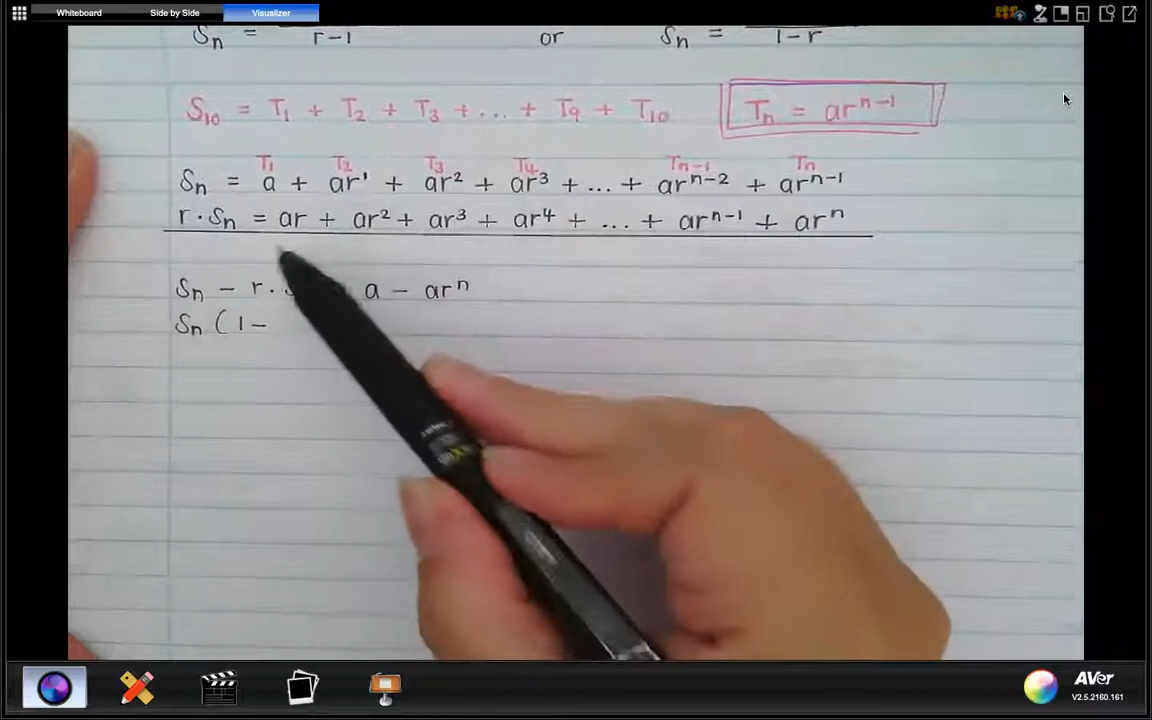 Whiteboard Side by Side Visualizer
Sn = r-1 or Sn = 1-r
S₁₀ = T₁ + T₂ + T₃ + ... + T₉ + T₁₀ Tₙ = arⁿ⁻¹
T₁ T₂ T₃ T₄ Tₙ₋₁ Tₙ
Sₙ = a + ar¹ + ar² + ar³ + ... + arⁿ⁻² + arⁿ⁻¹
r · Sₙ = ar + ar² + ar³ + ar⁴ + ... + arⁿ⁻¹ + arⁿ
Sₙ - r · S a - arⁿ
Sₙ (1 -
AVer
V2.5.2160.161